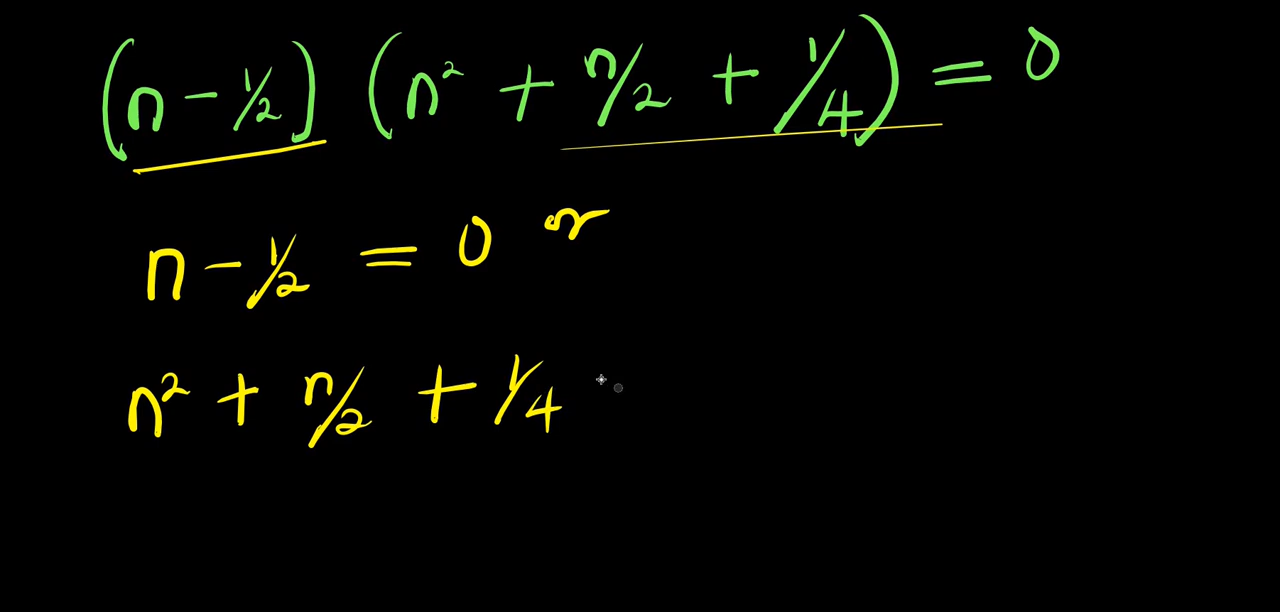 (n - 1/2) (n² + n/2 + 1/4) = 0
n - 1/2 = 0 or
n² + n/2 + 1/4